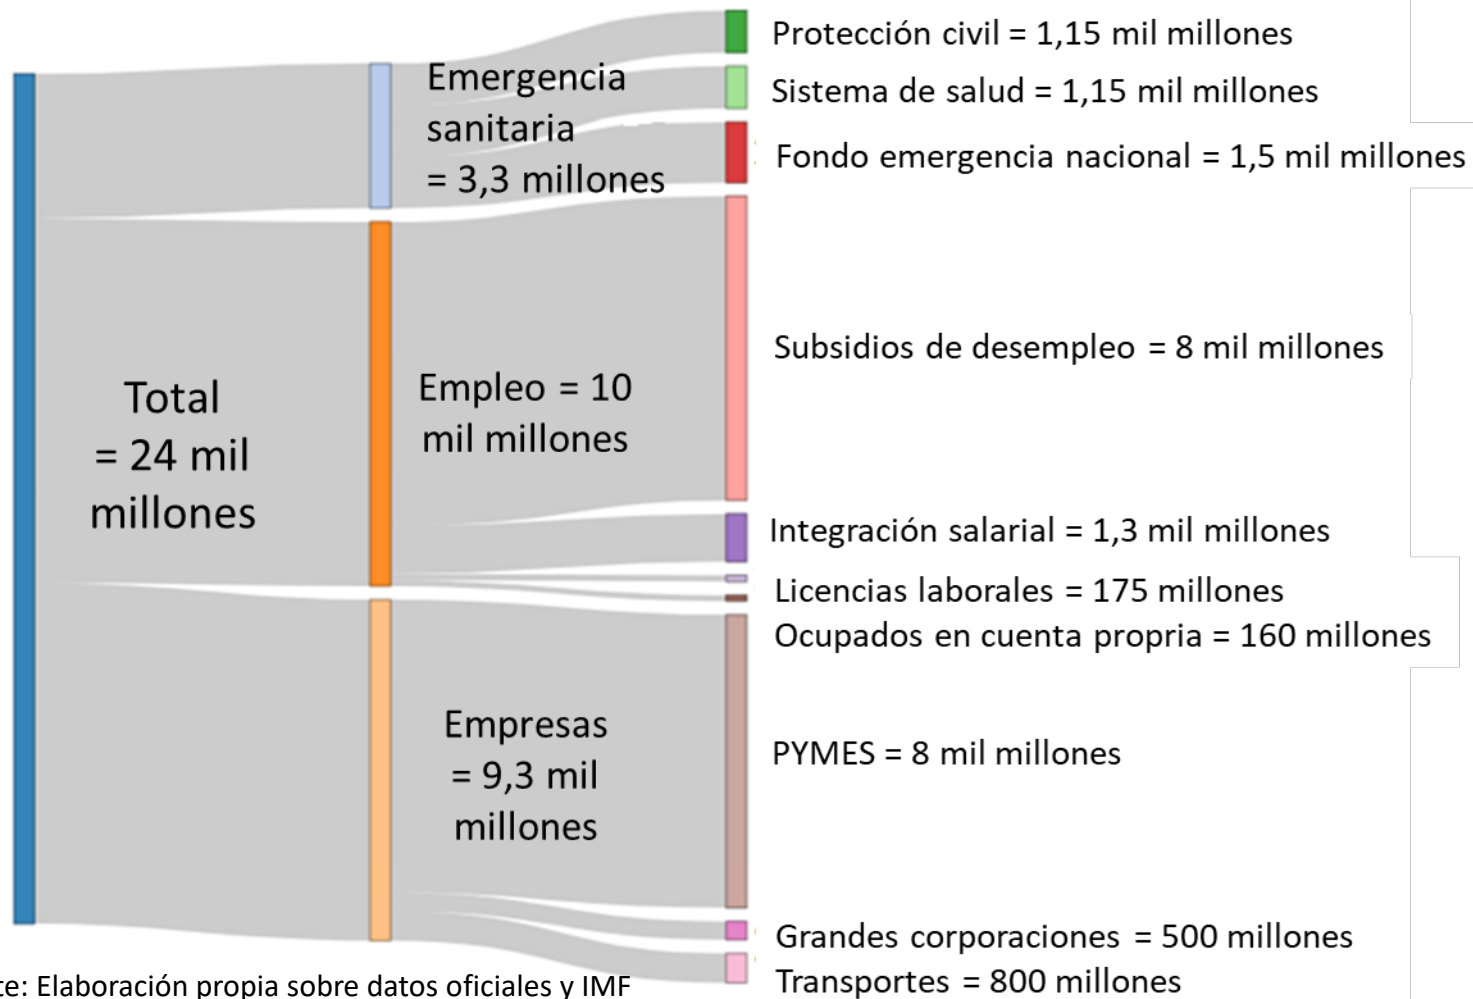 Protección civil = 1,15 mil millones
Emergencia
sanitaria
= 3,3 millones
Sistema de salud = 1,15 mil millones
Fondo emergencia nacional = 1,5 mil millones
Subsidios de desempleo = 8 mil millones
Total
= 24 mil
millones
Empleo = 10
mil millones
Integración salarial = 1,3 mil millones
Licencias laborales = 175 millones
Ocupados en cuenta propria = 160 millones
Empresas
= 9,3 mil
millones
PYMES = 8 mil millones
Grandes corporaciones = 500 millones
Transportes = 800 millones
te: Elaboración propia sobre datos oficiales y IMF